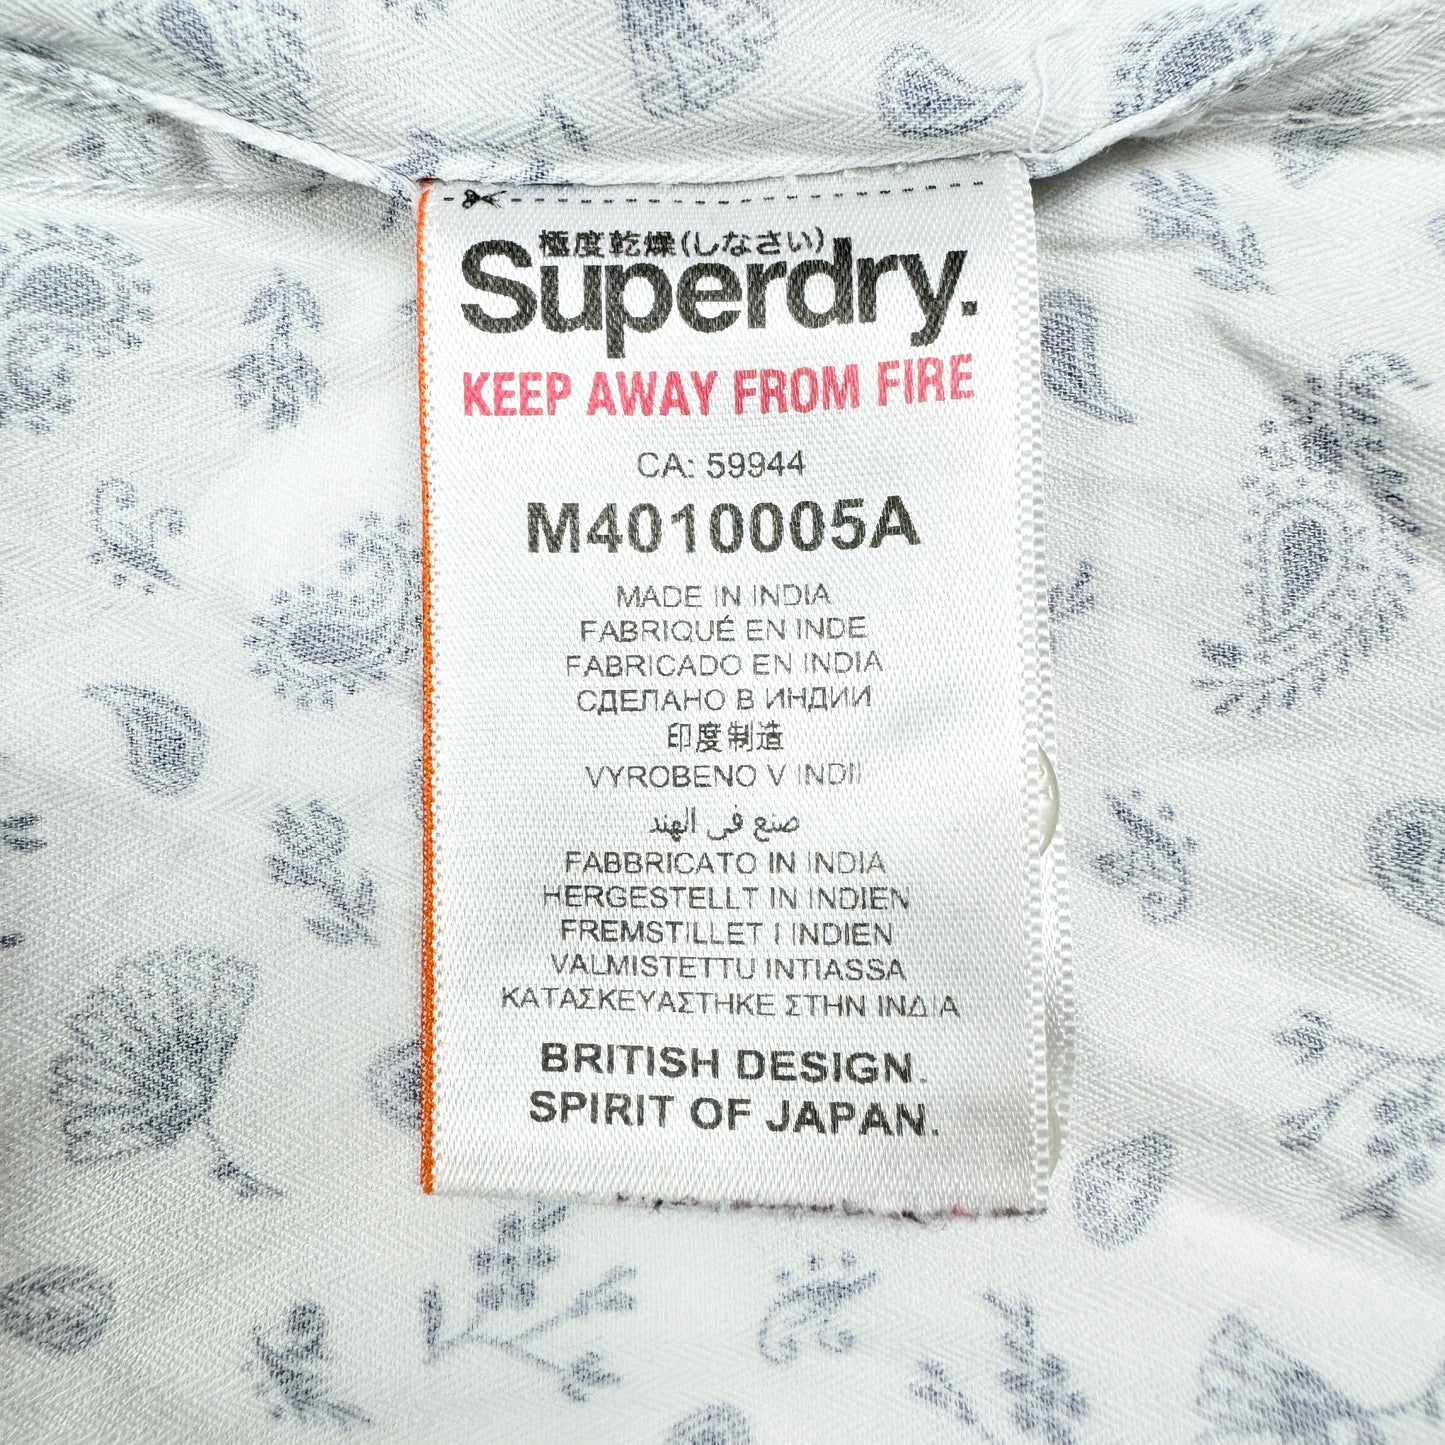 極度乾燥(しなさい)
Superdry.
KEEP AWAY FROM FIRE
CA: 59944
M4010005A
MADE IN INDIA
FABRIQUÉ EN INDE
FABRICADO EN INDIA
СДЕЛАНО В ИНДИИ
印度制造
VYROBENO V INDII
صنع في الهند
FABBRICATO IN INDIA
HERGESTELLT IN INDIEN
FREMSTILLET I INDIEN
VALMISTETTU INTIASSA
ΚΑΤΑΣΚΕΥΑΣΤΗΚΕ ΣΤΗΝ ΙΝΔΙΑ
BRITISH DESIGN.
SPIRIT OF JAPAN.